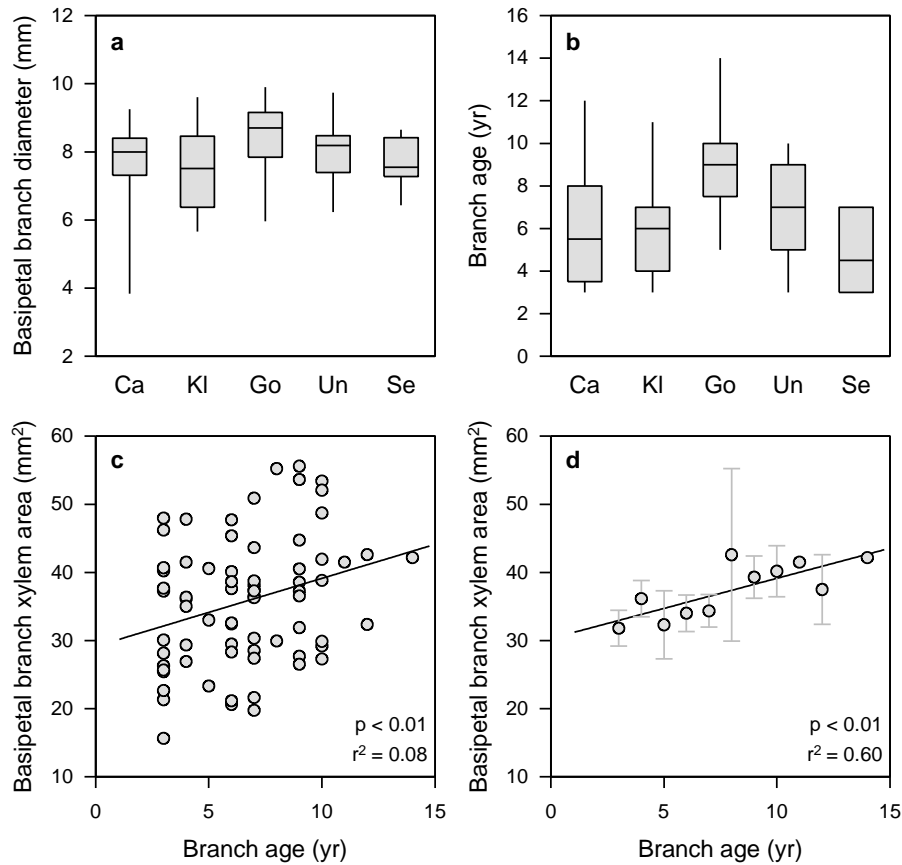 a
Basipetal branch diameter (mm)
12
10
8
6
4
2
Ca Kl Go Un Se
b
Branch age (yr)
16
14
12
10
8
6
4
2
0
Ca Kl Go Un Se
c
Basipetal branch xylem area (mm²)
60
50
40
30
20
10
p < 0.01
r² = 0.08
0 5 10 15
Branch age (yr)
d
Basipetal branch xylem area (mm²)
60
50
40
30
20
10
p < 0.01
r² = 0.60
0 5 10 15
Branch age (yr)